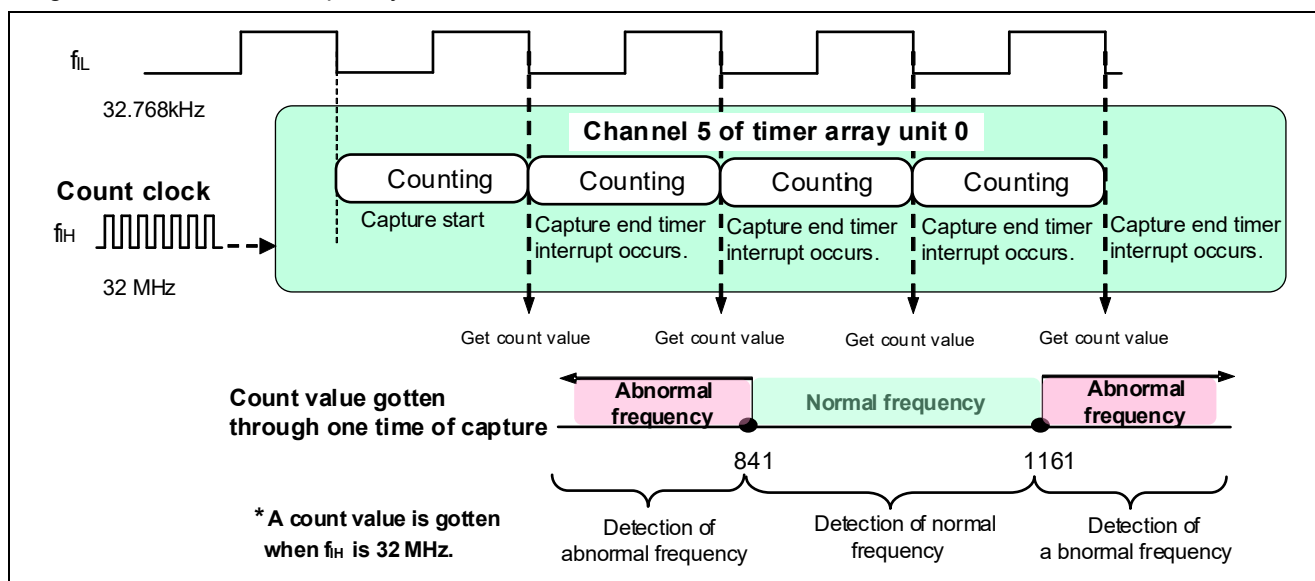 fIL
32.768kHz
Channel 5 of timer array unit 0
Counting Counting Counting Counting
Count clock
Capture start
Capture end timer
interrupt occurs.
Capture end timer
interrupt occurs.
Capture end timer
interrupt occurs.
Capture end timer
interrupt occurs.
fIH
32 MHz
Get count value Get count value Get count value Get count value
Count value gotten
through one time of capture
Abnormal
frequency
Normal frequency
Abnormal
frequency
841 1161
* A count value is gotten
when fIH is 32 MHz.
Detection of
abnormal frequency
Detection of normal
frequency
Detection of
a bnormal frequency